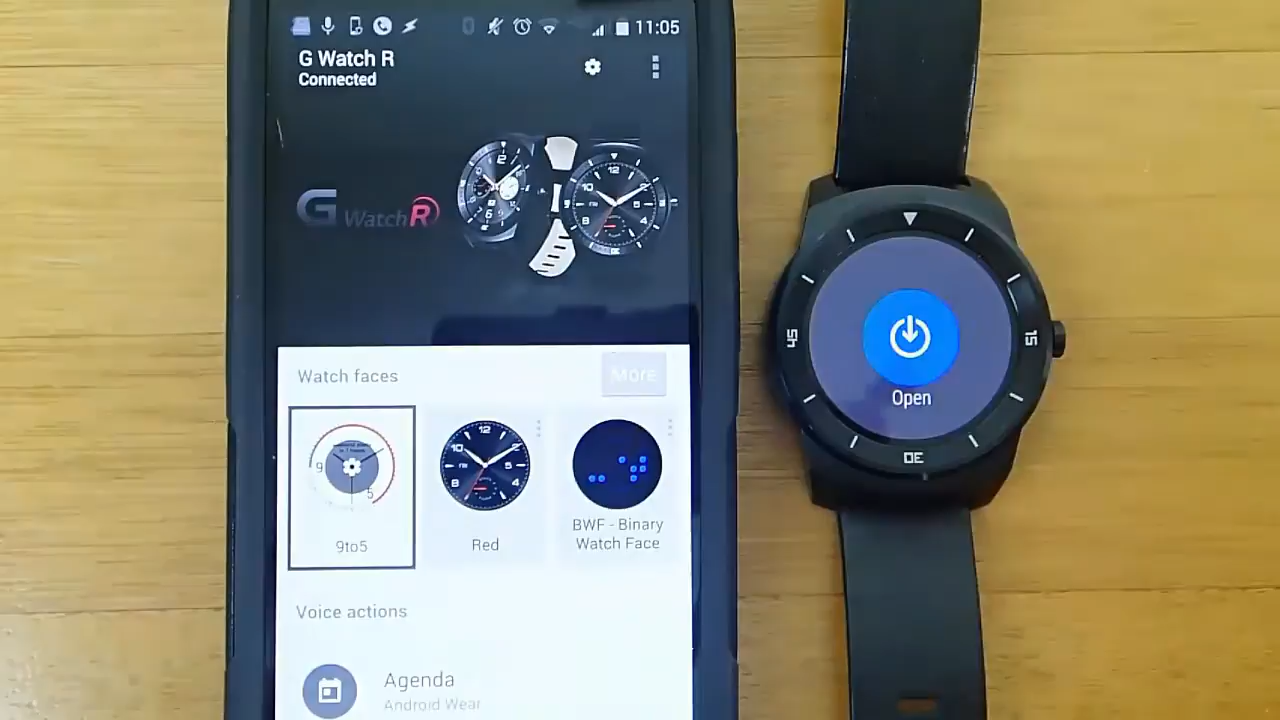 11:05
G Watch R
Connected
G WatchR
Watch faces
More
9to5
Red
BWF - Binary
Watch Face
Voice actions
Agenda
Android Wear
45
15
30
Open